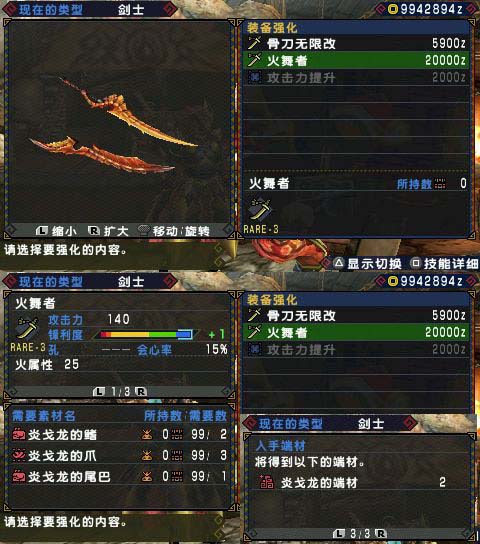 现在的类型 剑士
9942894z
装备强化
骨刀无限改 5900z
火舞者 20000z
攻击力提升 0z
火舞者 所持数 0
RARE-3
L 缩小 R 扩大 移动/旋转
请选择要强化的内容。
△显示切换 □技能详细
现在的类型 剑士
9942894z
火舞者
攻击力 140
锋利度 +1
RARE-3 孔 --- 会心率 15%
火属性 25
L 1/3 R
装备强化
骨刀无限改 5900z
火舞者 20000z
攻击力提升 0z
需要素材名 所持数 需要数
炎戈龙的鳍 0 99/ 2
炎戈龙的爪 0 99/ 3
炎戈龙的尾巴 0 99/ 1
请选择要强化的内容。
现在的类型 剑士
入手端材
将得到以下的端材。
炎戈龙的端材 2
L 3/3 R